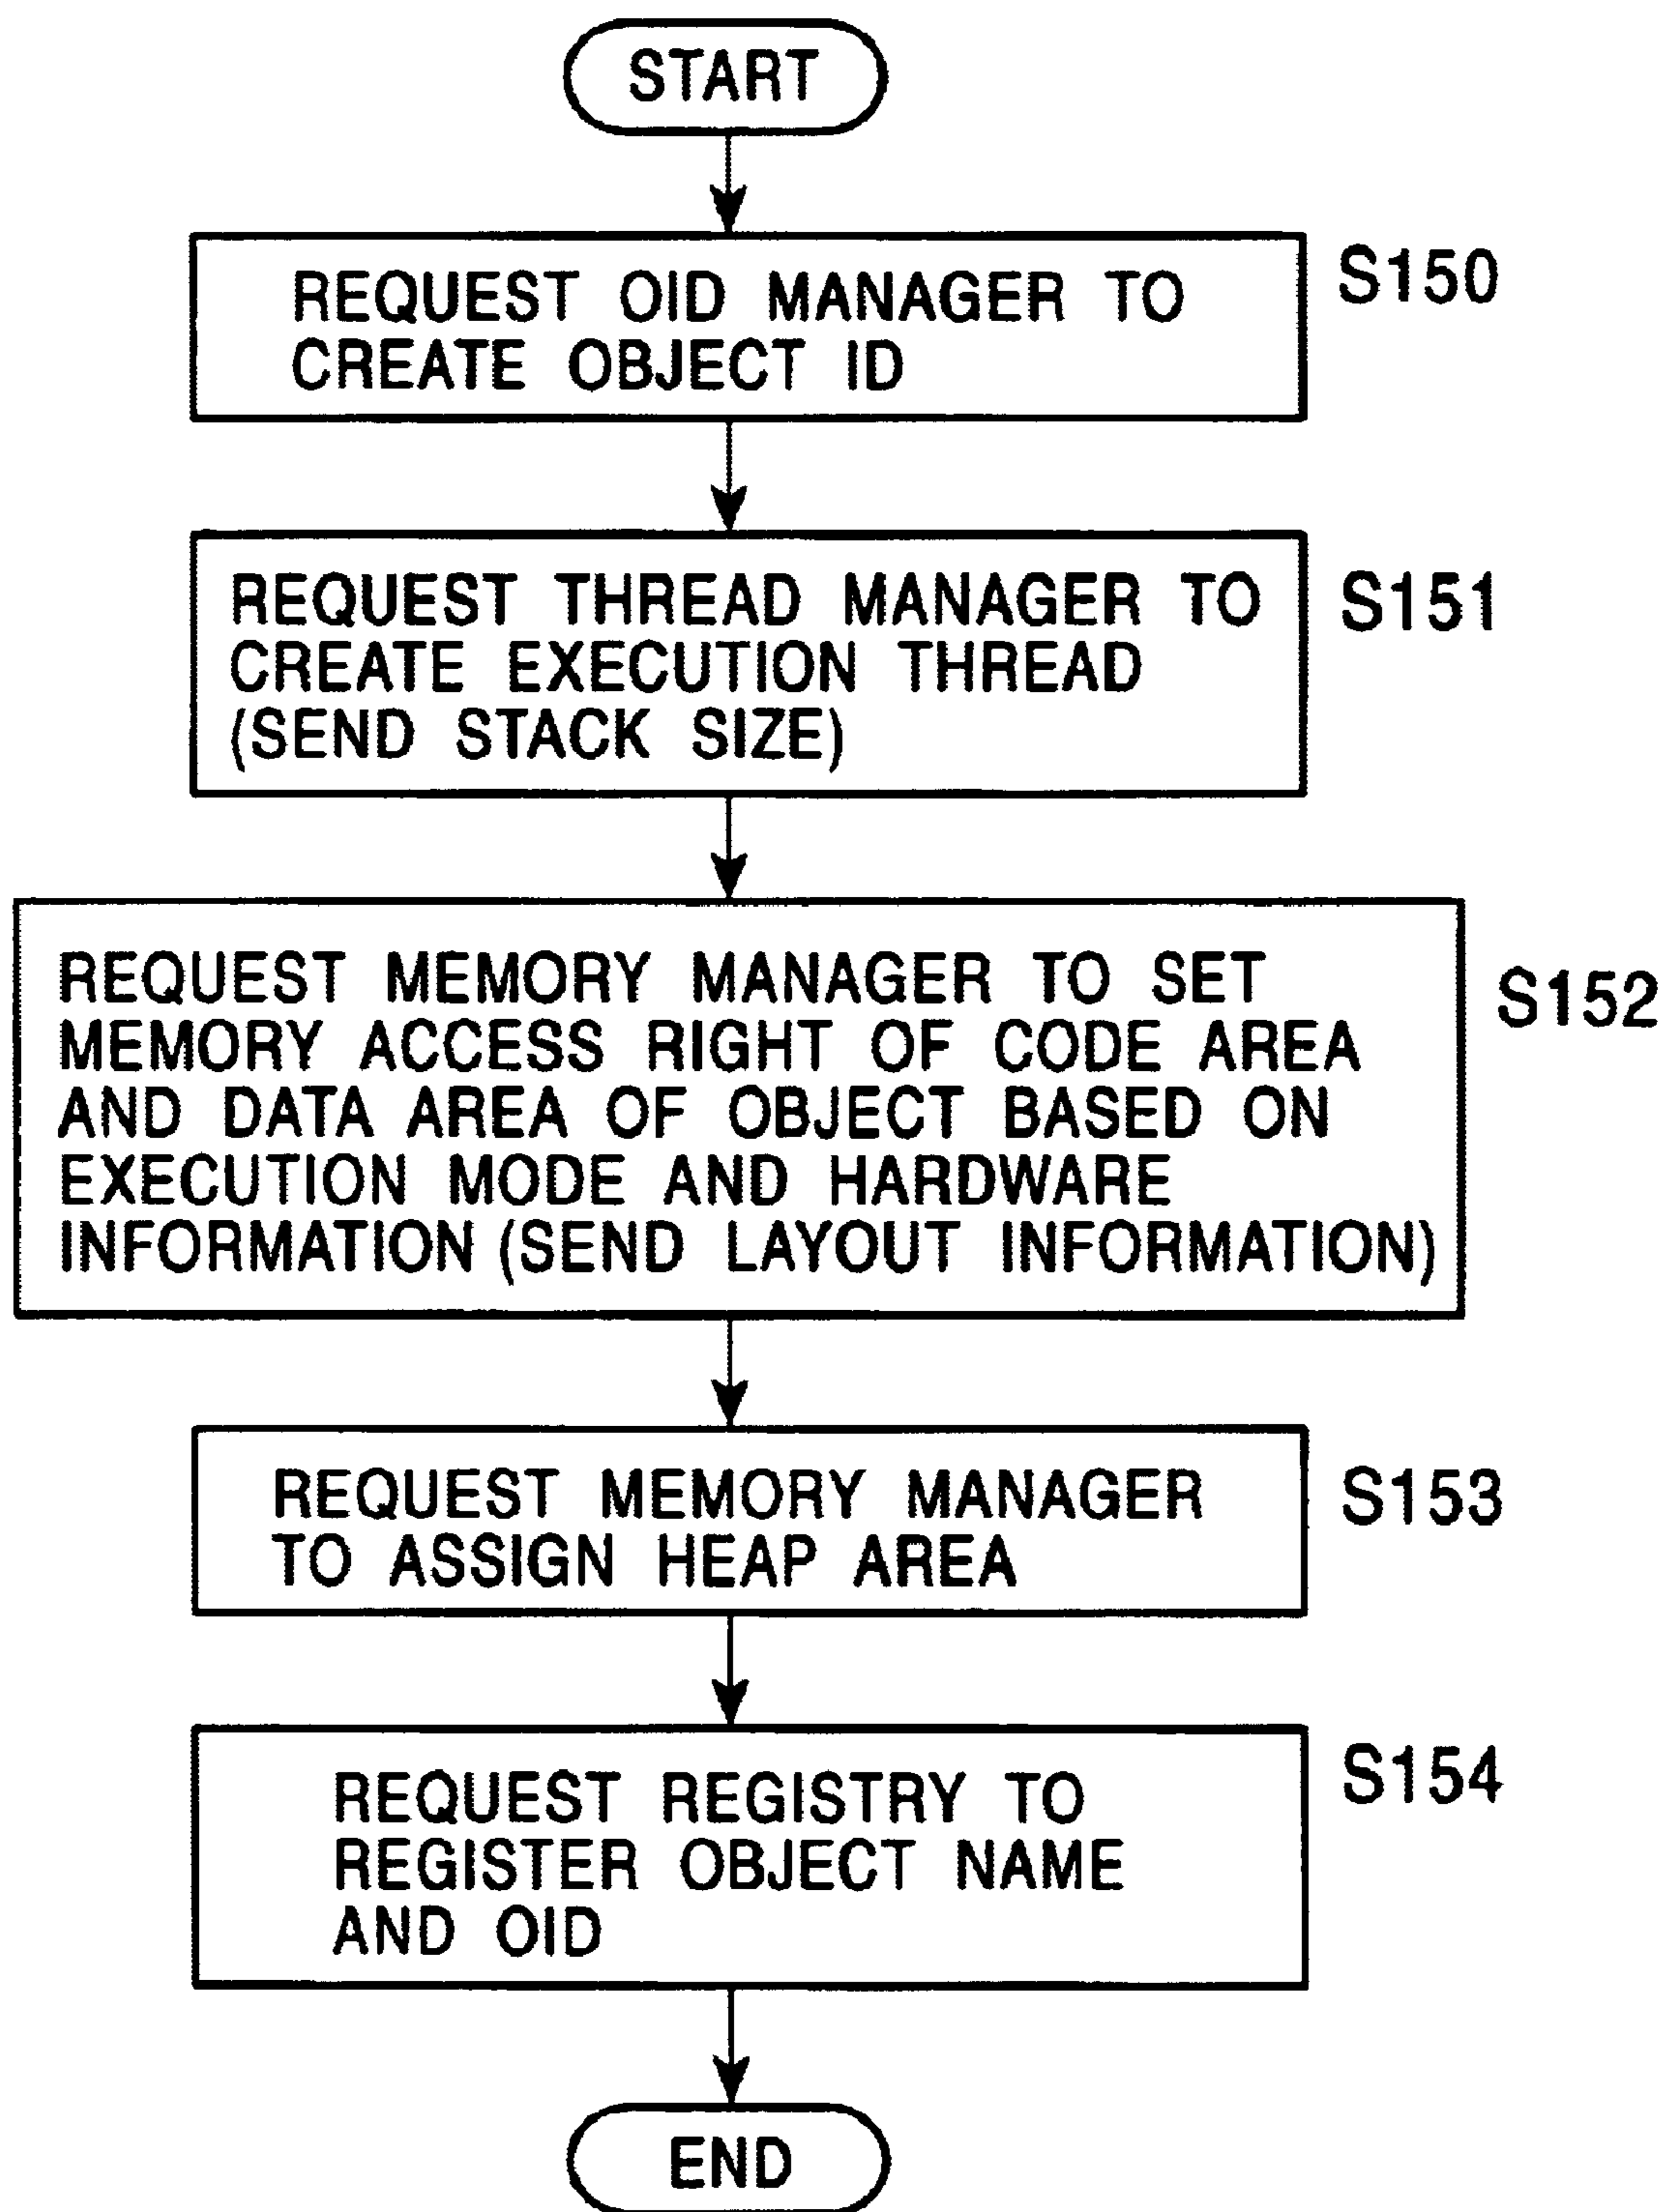 START
REQUEST OID MANAGER TO
CREATE OBJECT ID
S150
REQUEST THREAD MANAGER TO
CREATE EXECUTION THREAD
(SEND STACK SIZE)
S151
REQUEST MEMORY MANAGER TO SET
MEMORY ACCESS RIGHT OF CODE AREA
AND DATA AREA OF OBJECT BASED ON
EXECUTION MODE AND HARDWARE
INFORMATION (SEND LAYOUT INFORMATION)
S152
REQUEST MEMORY MANAGER
TO ASSIGN HEAP AREA
S153
REQUEST REGISTRY TO
REGISTER OBJECT NAME
AND OID
S154
END